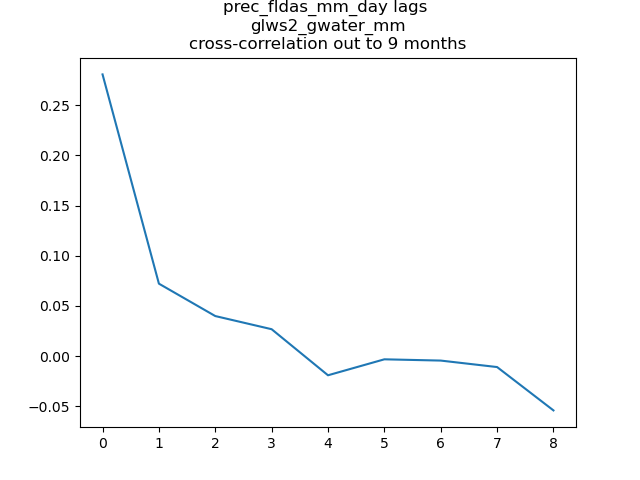 prec_fldas_mm_day lags
glws2_gwater_mm
cross-correlation out to 9 months
0.25
0.20
0.15
0.10
0.05
0.00
−0.05
0 1 2 3 4 5 6 7 8